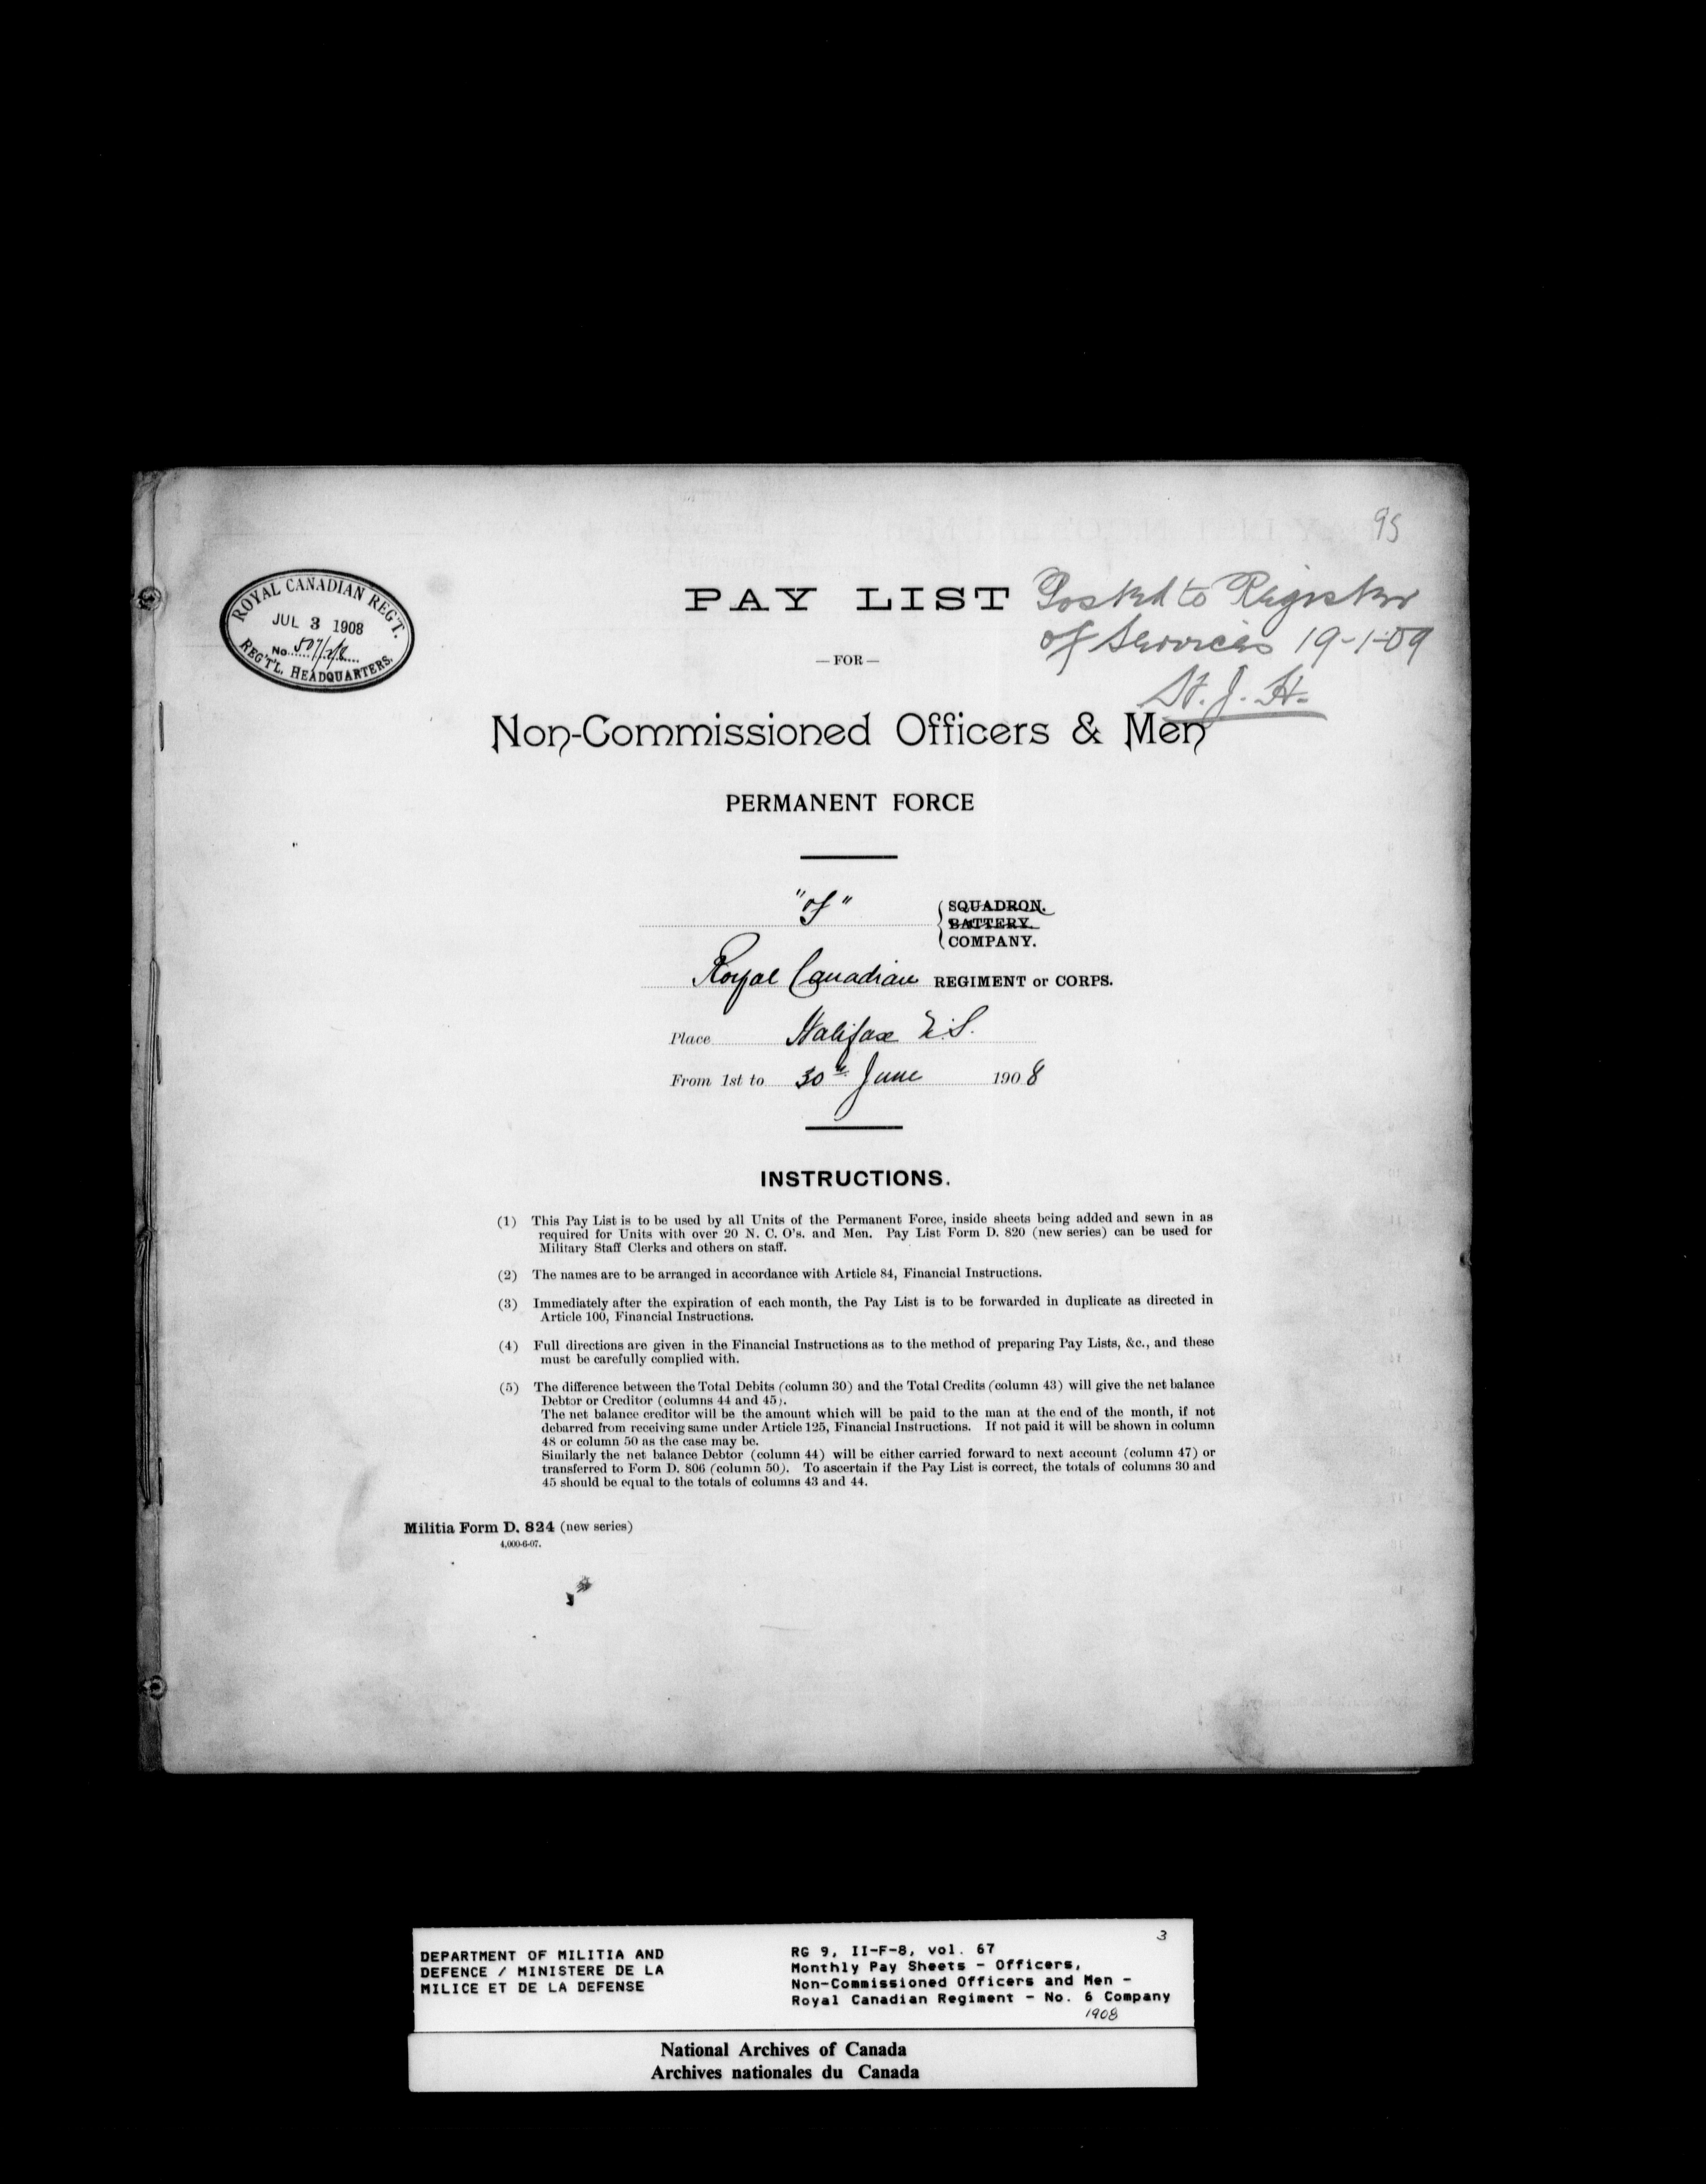 95
ROYAL CANADIAN REG'T.
JUL 3 1908
No.
REG'T'L. HEADQUARTERS.
PAY LIST
Posted to Register
of Services 19-1-09
— FOR —
Non-Commissioned Officers & Men
PERMANENT FORCE
SQUADRON.
BATTERY.
COMPANY.
Royal Canadian REGIMENT or CORPS.
Place Halifax N.S.
From 1st to 30th June 1908
INSTRUCTIONS.
(1) This Pay List is to be used by all Units of the Permanent Force, inside sheets being added and sewn in as
required for Units with over 20 N. C. O's. and Men. Pay List Form D. 820 (new series) can be used for
Military Staff Clerks and others on staff.
(2) The names are to be arranged in accordance with Article 84, Financial Instructions.
(3) Immediately after the expiration of each month, the Pay List is to be forwarded in duplicate as directed in
Article 100, Financial Instructions.
(4) Full directions are given in the Financial Instructions as to the method of preparing Pay Lists, &c., and these
must be carefully complied with.
(5) The difference between the Total Debits (column 30) and the Total Credits (column 43) will give the net balance
Debtor or Creditor (columns 44 and 45).
The net balance creditor will be the amount which will be paid to the man at the end of the month, if not
debarred from receiving same under Article 125, Financial Instructions. If not paid it will be shown in column
48 or column 50 as the case may be.
Similarly the net balance Debtor (column 44) will be either carried forward to next account (column 47) or
transferred to Form D. 806 (column 50). To ascertain if the Pay List is correct, the totals of columns 30 and
45 should be equal to the totals of columns 43 and 44.
Militia Form D. 824 (new series)
4,000-6-07.
3
DEPARTMENT OF MILITIA AND
DEFENCE / MINISTERE DE LA
MILICE ET DE LA DEFENSE
RG 9, II-F-8, vol. 67
Monthly Pay Sheets - Officers,
Non-Commissioned Officers and Men -
Royal Canadian Regiment - No. 6 Company
1908
National Archives of Canada
Archives nationales du Canada